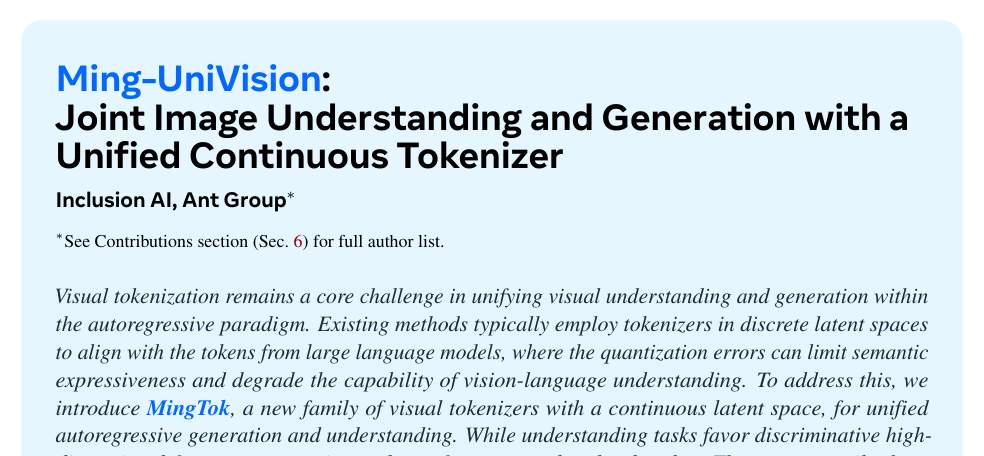 Ming-UniVision:
Joint Image Understanding and Generation with a
Unified Continuous Tokenizer
Inclusion AI, Ant Group*
*See Contributions section (Sec. 6) for full author list.
Visual tokenization remains a core challenge in unifying visual understanding and generation within
the autoregressive paradigm. Existing methods typically employ tokenizers in discrete latent spaces
to align with the tokens from large language models, where the quantization errors can limit semantic
expressiveness and degrade the capability of vision-language understanding. To address this, we
introduce MingTok, a new family of visual tokenizers with a continuous latent space, for unified
autoregressive generation and understanding. While understanding tasks favor discriminative high-